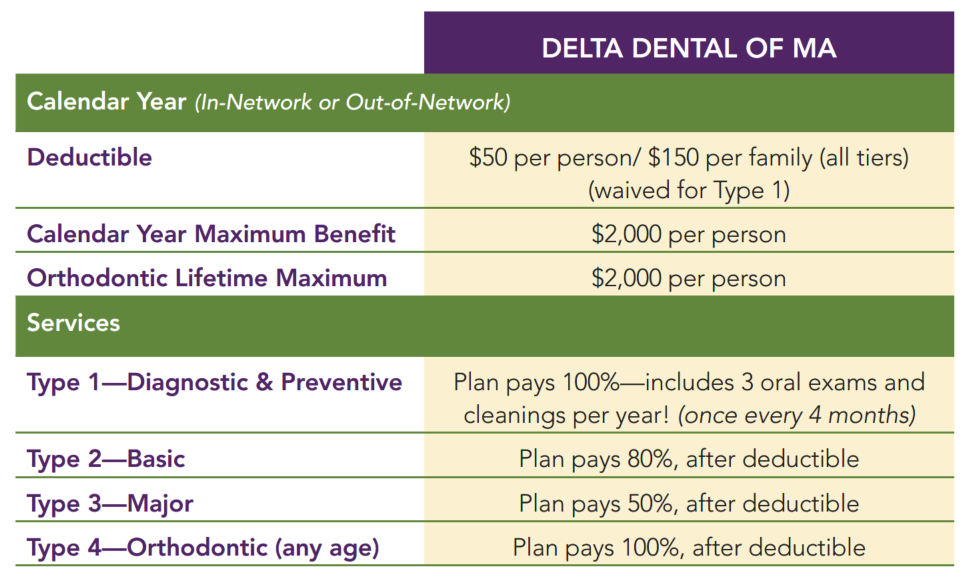 DELTA DENTAL OF MA
Calendar Year (In-Network or Out-of-Network)
Deductible
$50 per person/ $150 per family (all tiers)
(waived for Type 1)
Calendar Year Maximum Benefit
$2,000 per person
Orthodontic Lifetime Maximum
$2,000 per person
Services
Type 1—Diagnostic & Preventive
Plan pays 100%—includes 3 oral exams and
cleanings per year! (once every 4 months)
Type 2—Basic
Plan pays 80%, after deductible
Type 3—Major
Plan pays 50%, after deductible
Type 4—Orthodontic (any age)
Plan pays 100%, after deductible